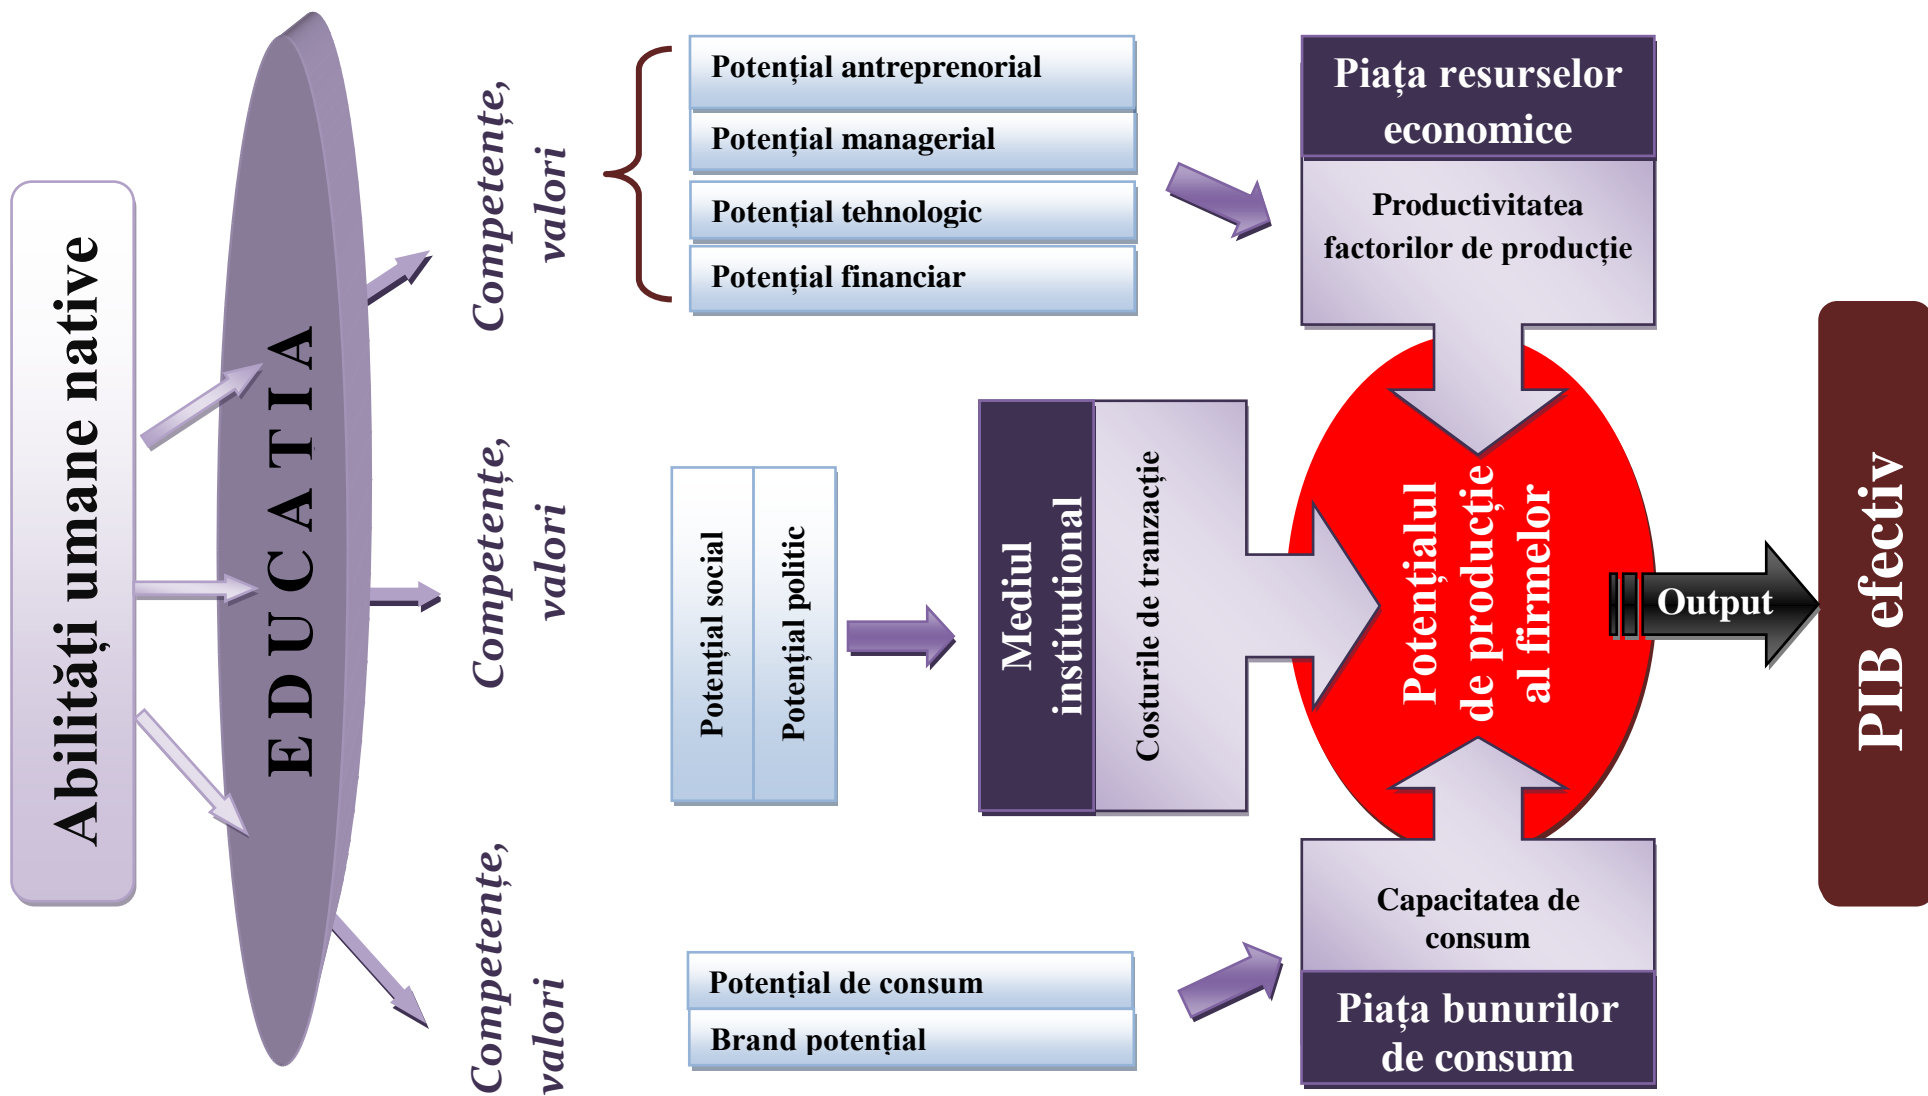 Abilități umane native
E D U C A T I A
Competențe,
valori
Potențial antreprenorial
Potențial managerial
Potențial tehnologic
Potențial financiar
Piața resurselor
economice
Productivitatea
factorilor de producție
Competențe,
valori
Potențial social
Potențial politic
Mediul
institutional
Costurile de tranzacție
Potențialul
de producție
al firmelor
Output
PIB efectiv
Competențe,
valori
Potențial de consum
Brand potențial
Capacitatea de
consum
Piața bunurilor
de consum